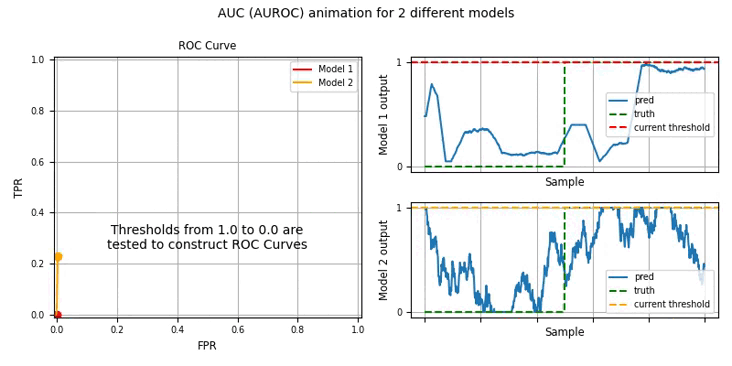 AUC (AUROC) animation for 2 different models
ROC Curve
1.0
0.8
0.6
0.4
0.2
0.0
TPR
Model 1
Model 2
Thresholds from 1.0 to 0.0 are
tested to construct ROC Curves
0.0 0.2 0.4 0.6 0.8 1.0
FPR
Model 1 output
1
0
pred
truth
current threshold
Sample
Model 2 output
1
0
pred
truth
current threshold
Sample